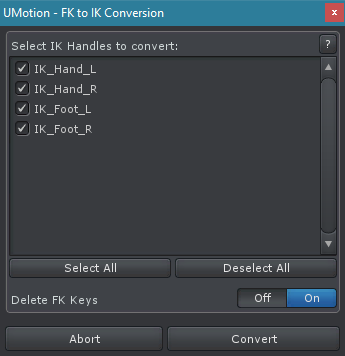 UMotion - FK to IK Conversion
x
Select IK Handles to convert:
?
IK_Hand_L
IK_Hand_R
IK_Foot_L
IK_Foot_R
Select All
Deselect All
Delete FK Keys
Off
On
Abort
Convert